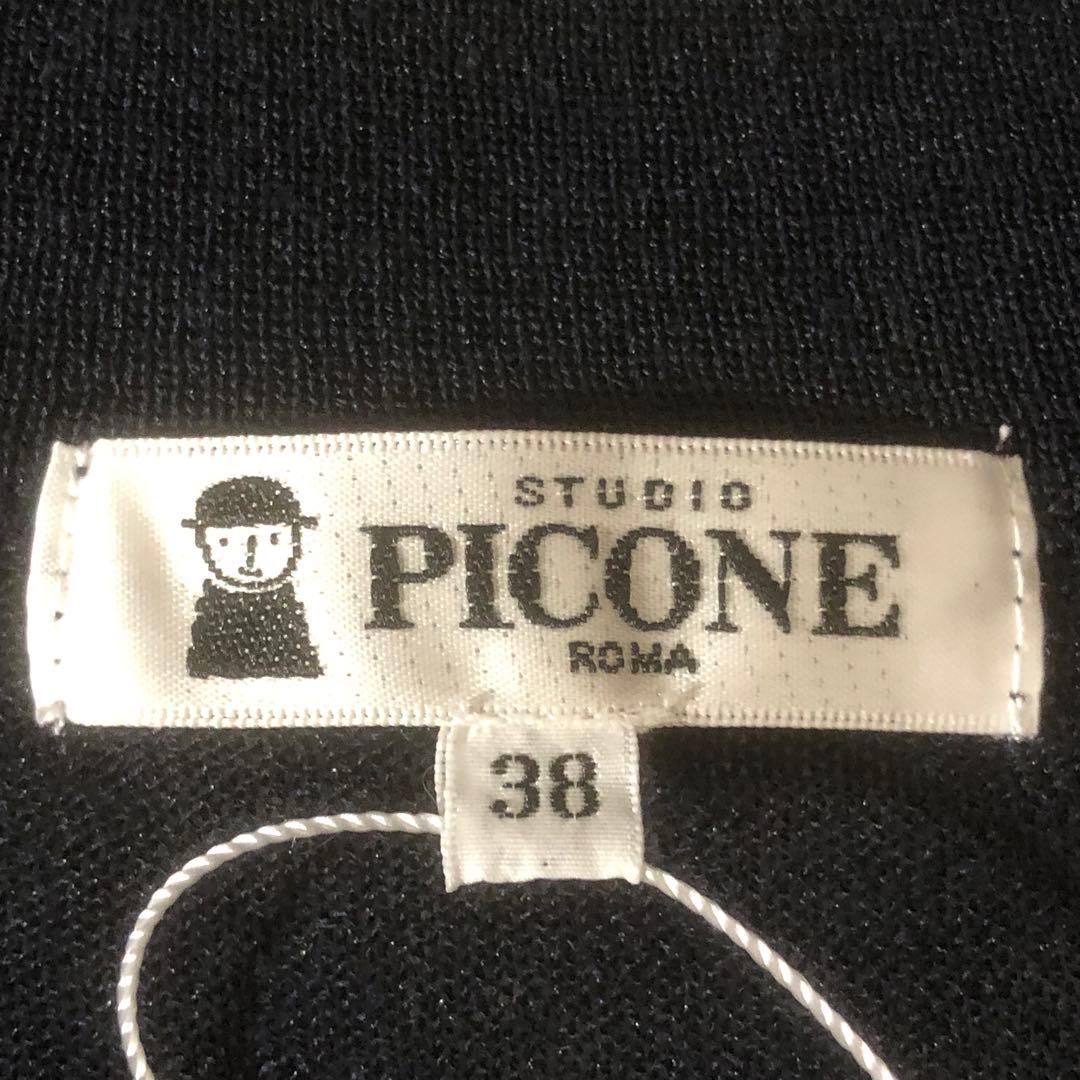 STUDIO
PICONE
ROMA
38